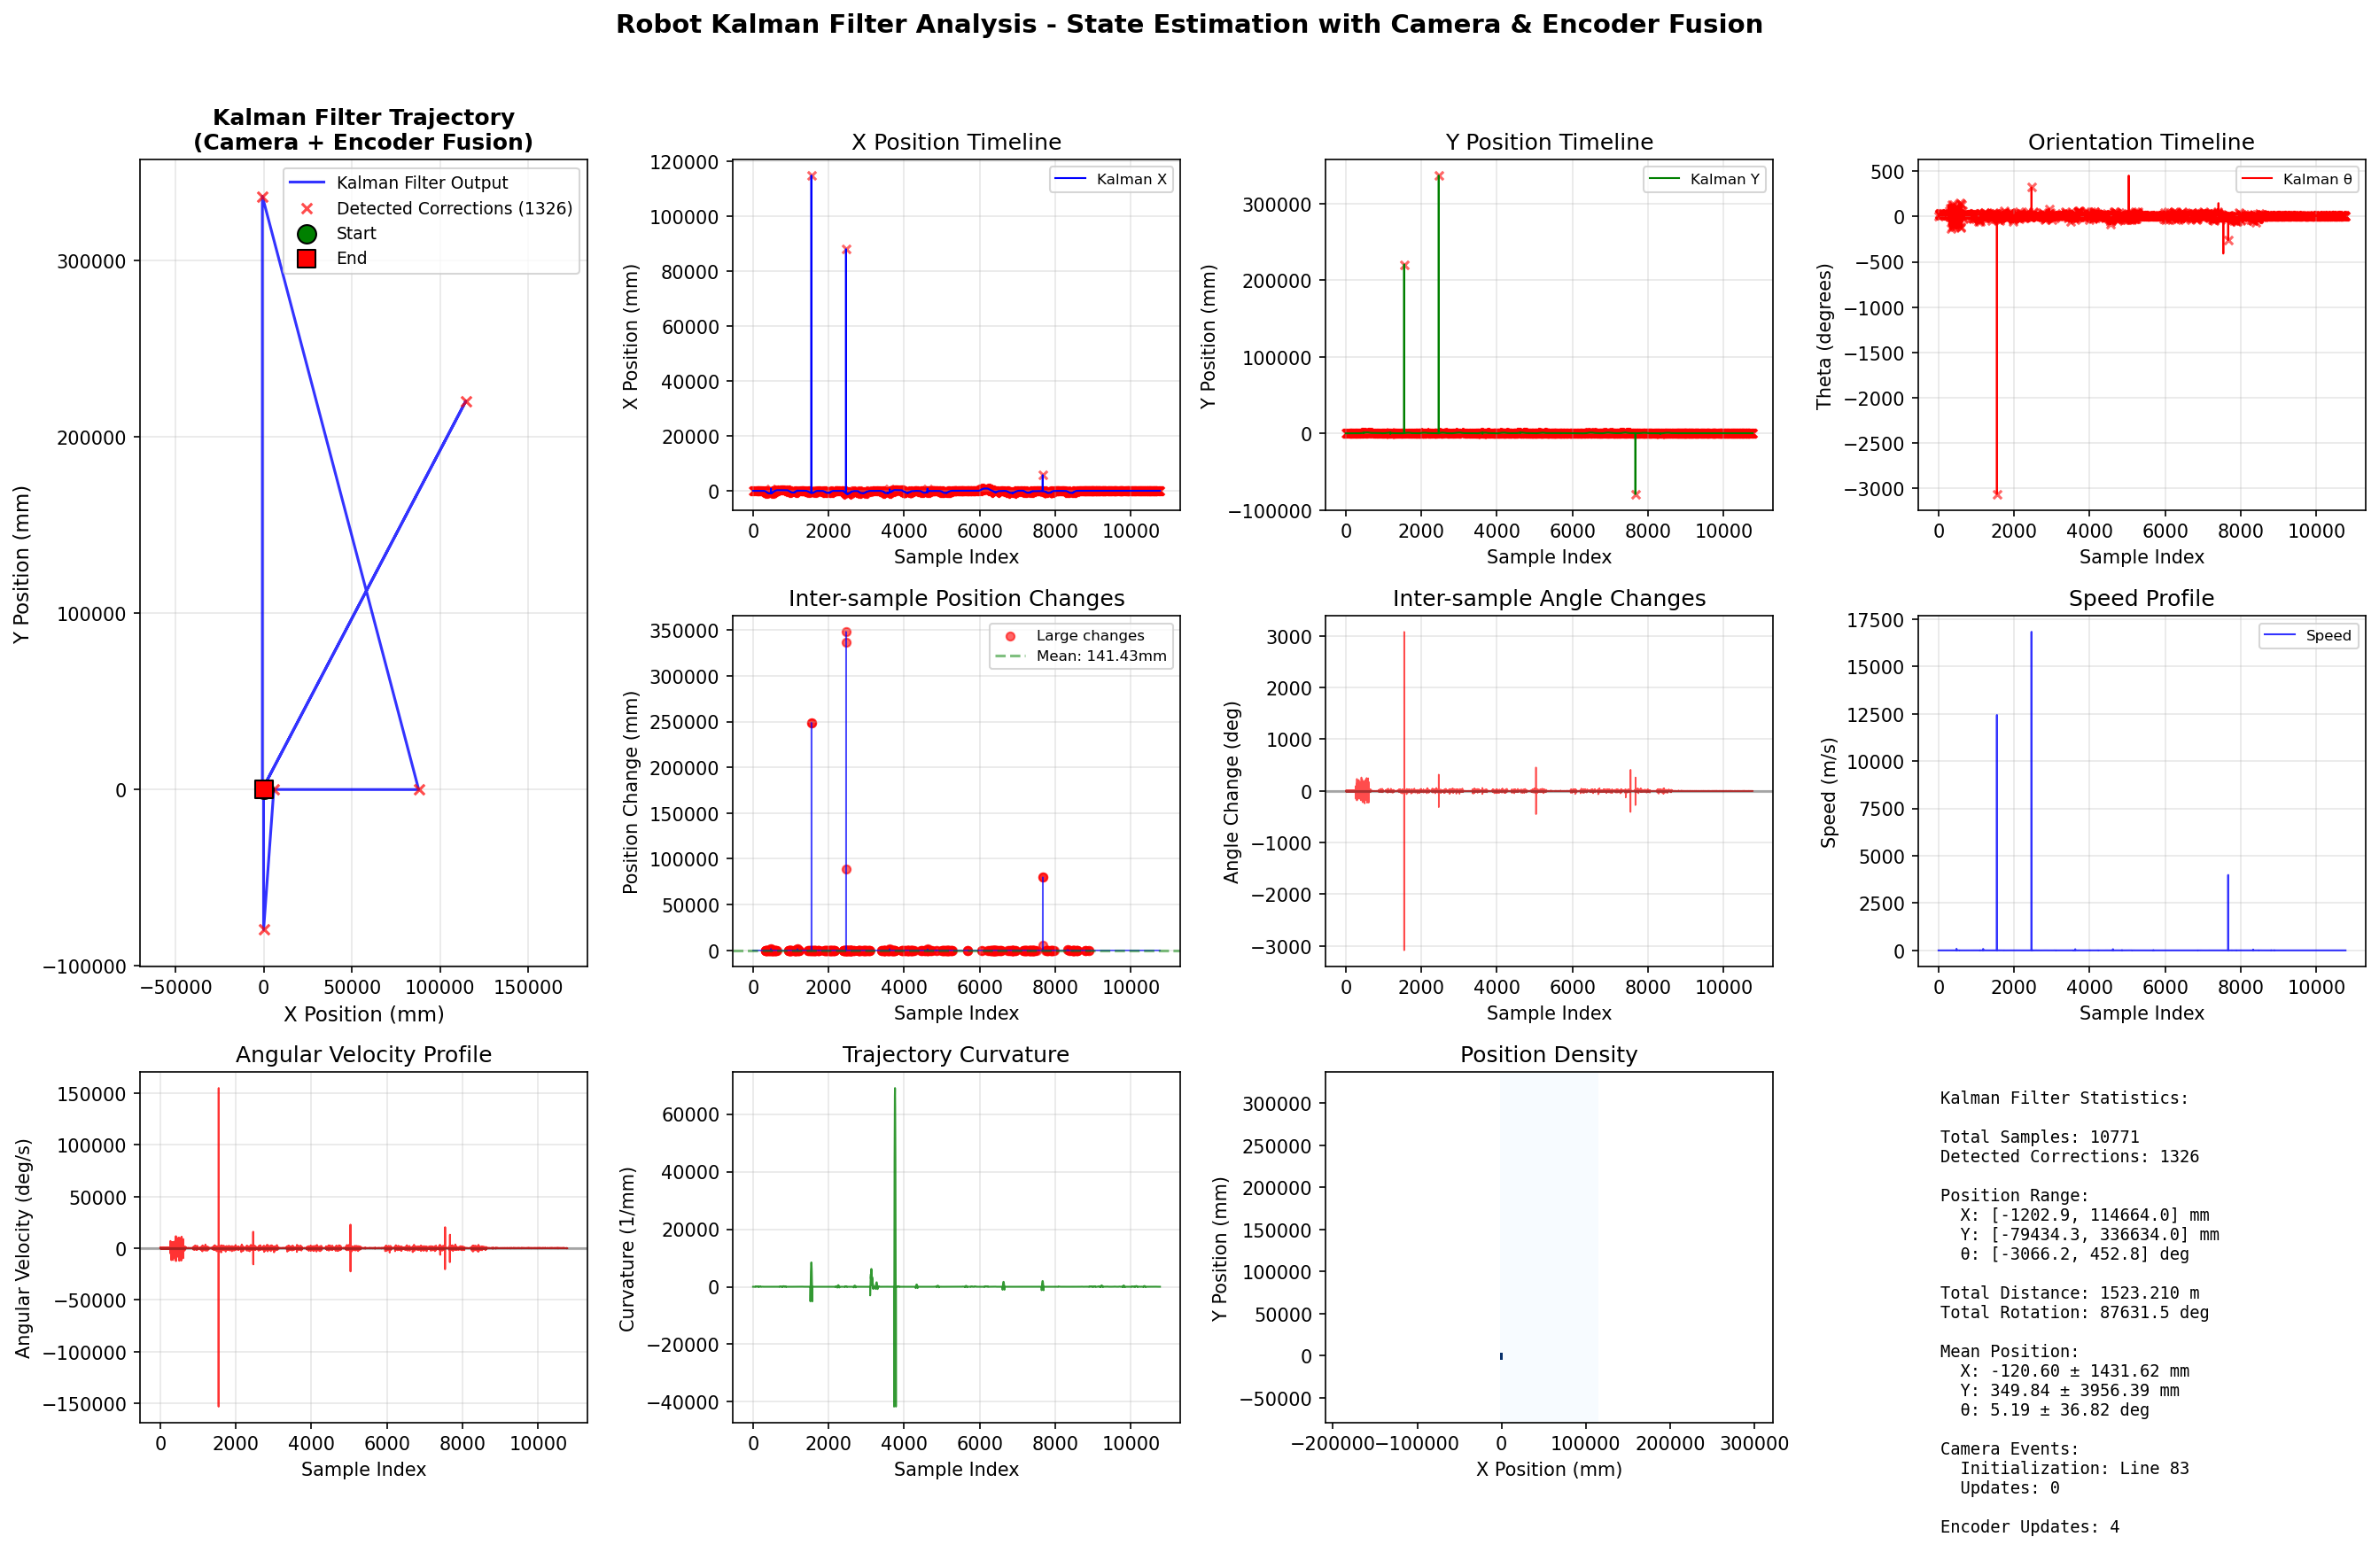 Robot Kalman Filter Analysis - State Estimation with Camera & Encoder Fusion
Kalman Filter Trajectory
(Camera + Encoder Fusion)
Kalman Filter Output
Detected Corrections (1326)
Start
End
300000
200000
100000
0
−100000
Y Position (mm)
−50000
0
50000
100000
150000
X Position (mm)
X Position Timeline
Kalman X
120000
100000
80000
60000
40000
20000
0
X Position (mm)
0
2000
4000
6000
8000
10000
Sample Index
Y Position Timeline
Kalman Y
300000
200000
100000
0
−100000
Y Position (mm)
0
2000
4000
6000
8000
10000
Sample Index
Orientation Timeline
Kalman θ
500
0
−500
−1000
−1500
−2000
−2500
−3000
Theta (degrees)
0
2000
4000
6000
8000
10000
Sample Index
Inter-sample Position Changes
Large changes
Mean: 141.43mm
350000
300000
250000
200000
150000
100000
50000
0
Position Change (mm)
0
2000
4000
6000
8000
10000
Sample Index
Inter-sample Angle Changes
3000
2000
1000
0
−1000
−2000
−3000
Angle Change (deg)
0
2000
4000
6000
8000
10000
Sample Index
Speed Profile
Speed
17500
15000
12500
10000
7500
5000
2500
0
Speed (m/s)
0
2000
4000
6000
8000
10000
Sample Index
Angular Velocity Profile
150000
100000
50000
0
−50000
−100000
−150000
Angular Velocity (deg/s)
0
2000
4000
6000
8000
10000
Sample Index
Trajectory Curvature
60000
40000
20000
0
−20000
−40000
Curvature (1/mm)
0
2000
4000
6000
8000
10000
Sample Index
Position Density
300000
250000
200000
150000
100000
50000
0
−50000
Y Position (mm)
−200000
−100000
0
100000
200000
300000
X Position (mm)
Kalman Filter Statistics:
Total Samples: 10771
Detected Corrections: 1326
Position Range:
X: [-1202.9, 114664.0] mm
Y: [-79434.3, 336634.0] mm
θ: [-3066.2, 452.8] deg
Total Distance: 1523.210 m
Total Rotation: 87631.5 deg
Mean Position:
X: -120.60 ± 1431.62 mm
Y: 349.84 ± 3956.39 mm
θ: 5.19 ± 36.82 deg
Camera Events:
Initialization: Line 83
Updates: 0
Encoder Updates: 4